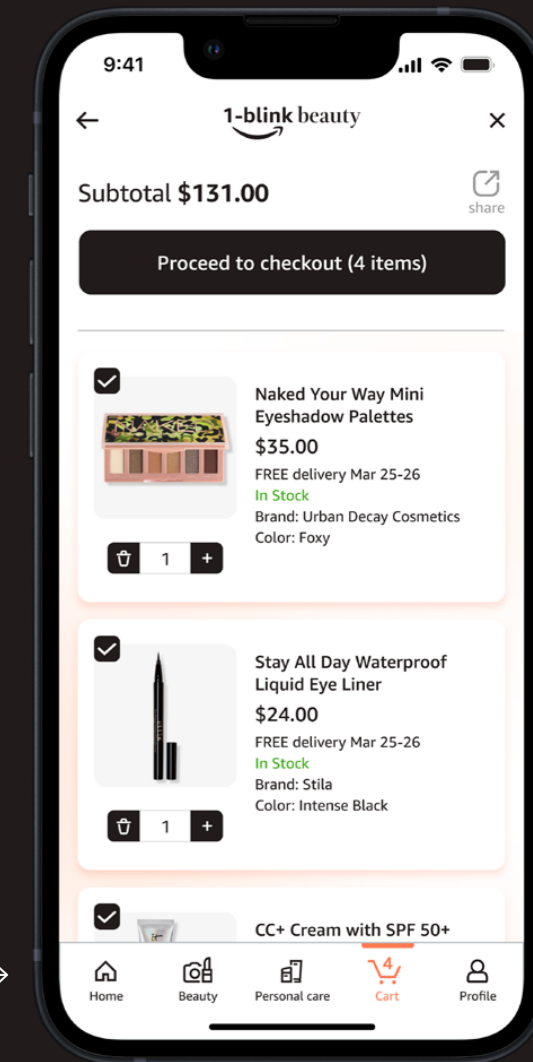 9:41
1-blink beauty
Subtotal $131.00
share
Proceed to checkout (4 items)
Naked Your Way Mini
Eyeshadow Palettes
$35.00
FREE delivery Mar 25-26
In Stock
Brand: Urban Decay Cosmetics
Color: Foxy
1
Stay All Day Waterproof
Liquid Eye Liner
$24.00
FREE delivery Mar 25-26
In Stock
Brand: Stila
Color: Intense Black
1
CC+ Cream with SPF 50+
4
Home
Beauty
Personal care
Cart
Profile